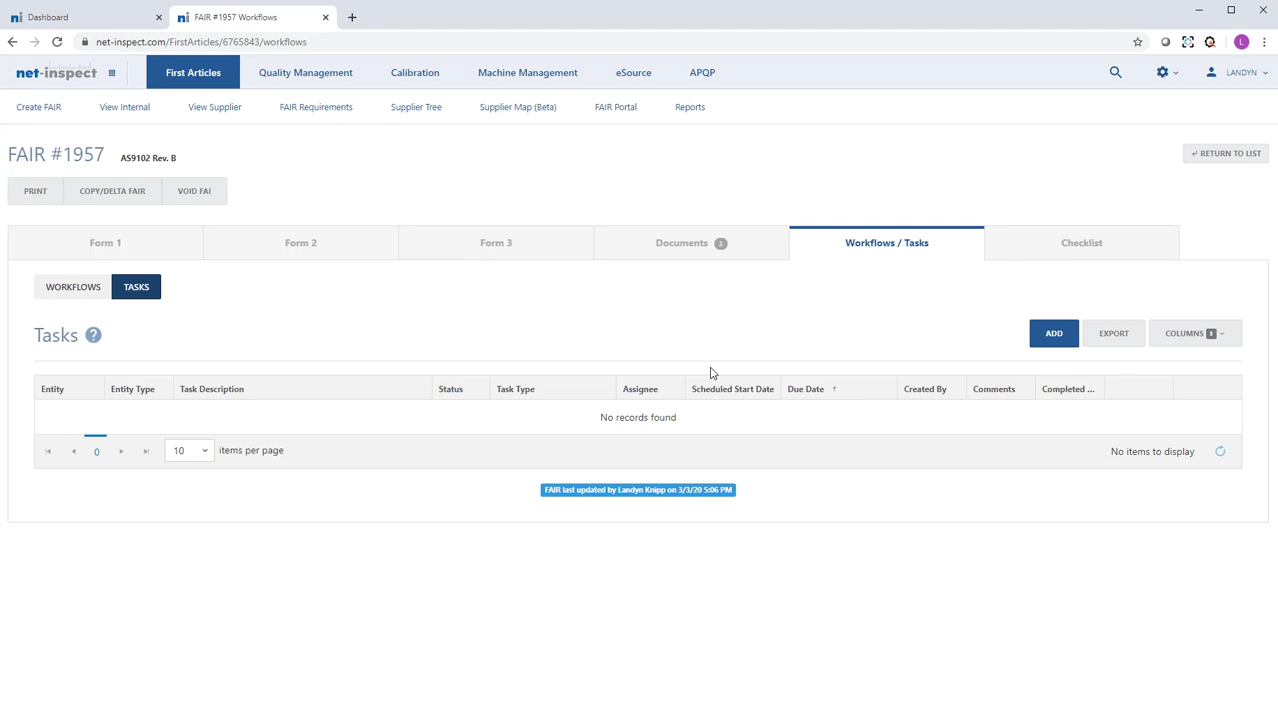 Dashboard
FAIR #1957 Workflows
net-inspect.com/FirstArticles/6765843/workflows
L
net-inspect
First Articles
Quality Management
Calibration
Machine Management
eSource
APQP
LANDYN
Create FAIR
View Internal
View Supplier
FAIR Requirements
Supplier Tree
Supplier Map (Beta)
FAIR Portal
Reports
FAIR #1957 AS9102 Rev. B
RETURN TO LIST
PRINT
COPY/DELTA FAIR
VOID FAI
Form 1
Form 2
Form 3
Documents 3
Workflows / Tasks
Checklist
WORKFLOWS
TASKS
Tasks ?
ADD
EXPORT
COLUMNS 3
Entity
Entity Type
Task Description
Status
Task Type
Assignee
Scheduled Start Date
Due Date ↑
Created By
Comments
Completed ...
No records found
0
10
items per page
No items to display
FAIR last updated by Landyn Knipp on 3/3/20 5:06 PM